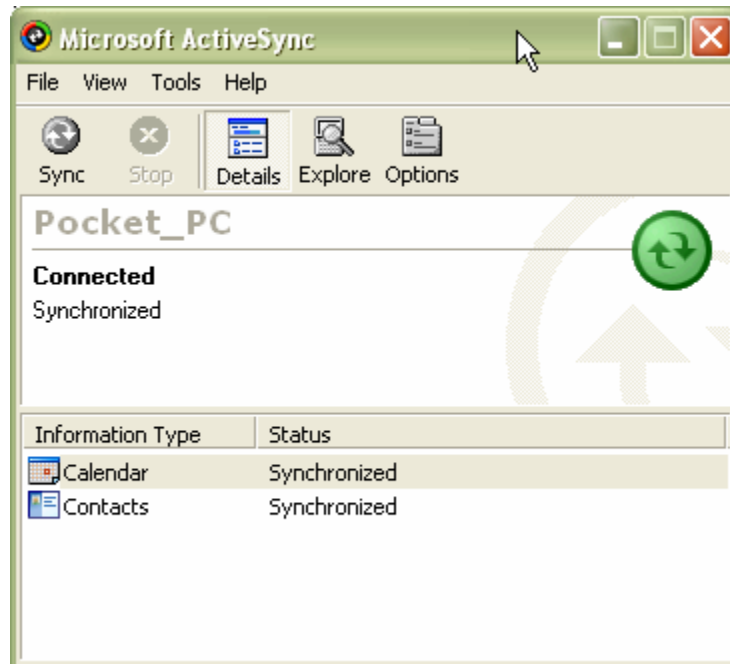 Microsoft ActiveSync
File View Tools Help
Sync Stop Details Explore Options
Pocket_PC
Connected
Synchronized
Information Type Status
Calendar Synchronized
Contacts Synchronized